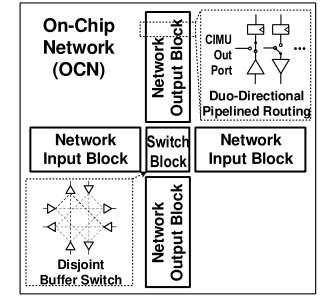 On-Chip
Network
(OCN)
Network
Output Block
CIMU
Out
Port
...
Duo-Directional
Pipelined Routing
Network
Input Block
Switch
Block
Network
Input Block
Network
Output Block
Disjoint
Buffer Switch